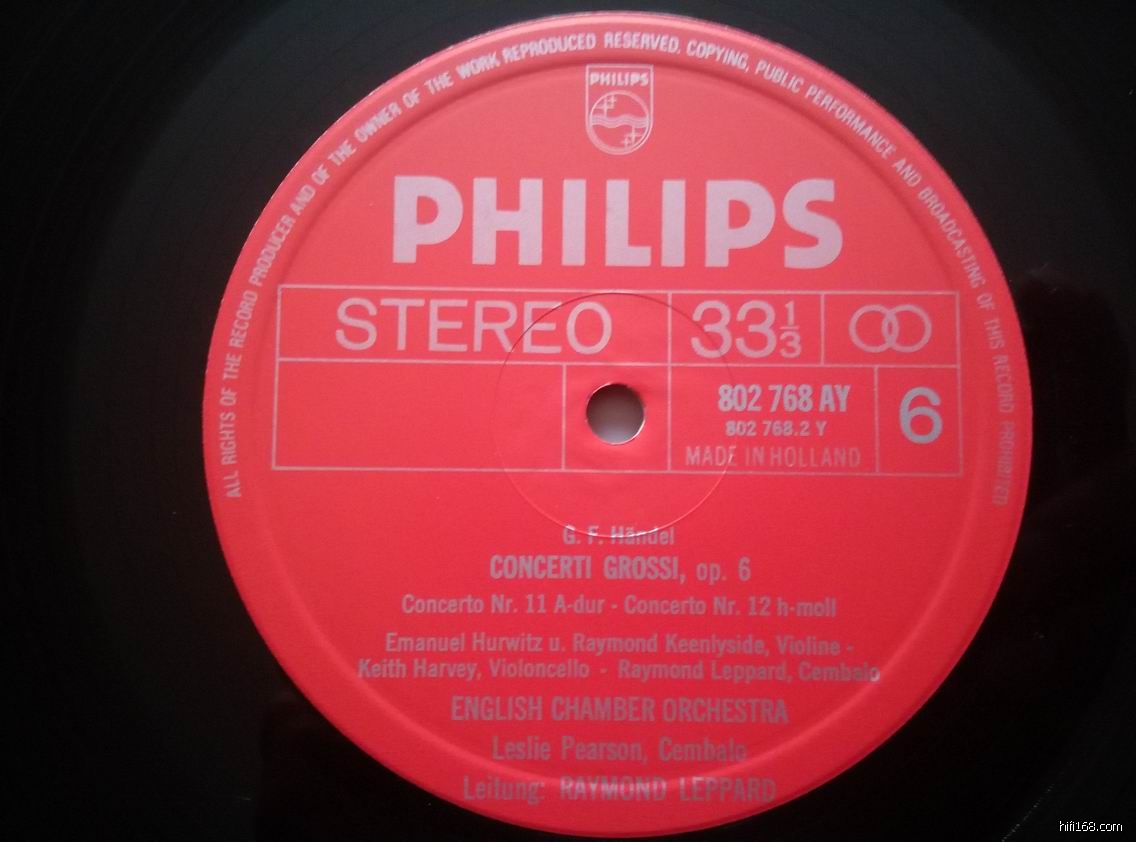 ALL RIGHTS OF THE RECORD PRODUCER AND OF THE OWNER OF THE WORK REPRODUCED RESERVED. COPYING, PUBLIC PERFORMANCE AND BROADCASTING OF THIS RECORD PROHIBITED
PHILIPS
PHILIPS
STEREO 33 1/3
802 768 AY 6
802 768.2 Y
MADE IN HOLLAND
G. F. Händel
CONCERTI GROSSI, op. 6
Concerto Nr. 11 A-dur - Concerto Nr. 12 h-moll
Emanuel Hurwitz u. Raymond Keenlyside, Violine -
Keith Harvey, Violoncello - Raymond Leppard, Cembalo
ENGLISH CHAMBER ORCHESTRA
Leslie Pearson, Cembalo
Leitung: RAYMOND LEPPARD
hifi168.com